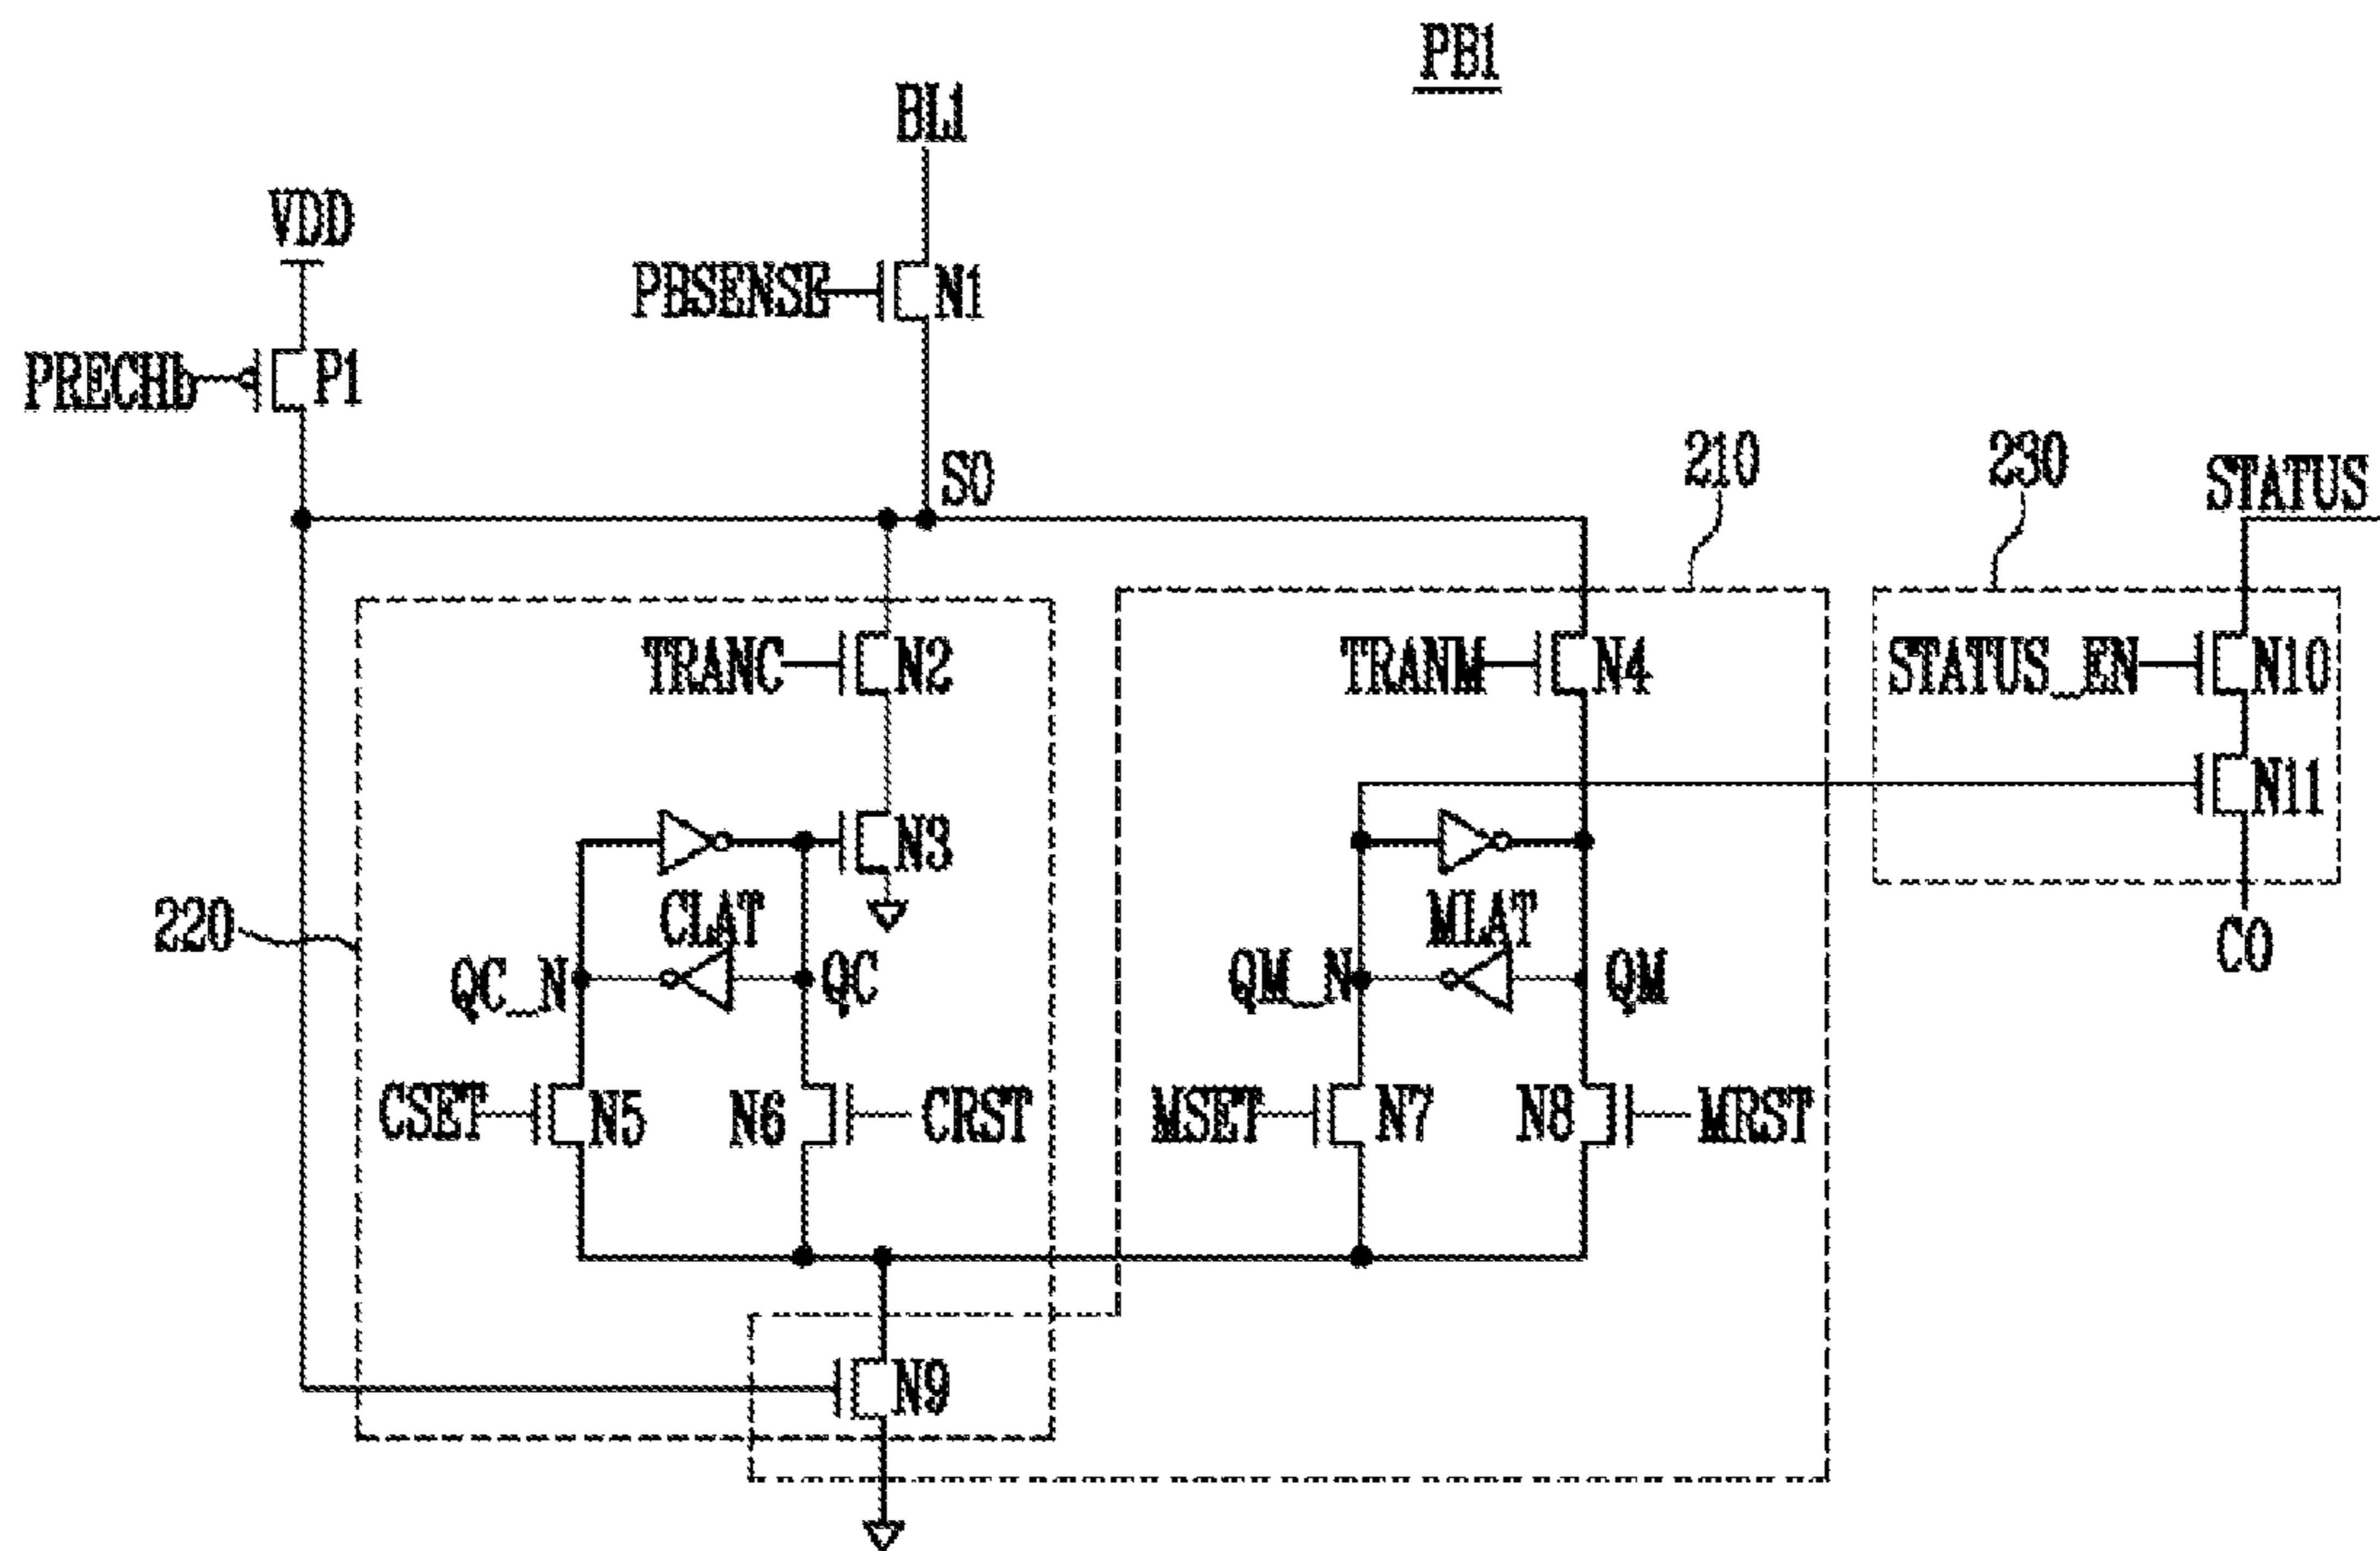 PB1
BL1
VDD
PBSENSE
N1
PRECHb
P1
SO
210
230
STATUS
TRANC
N2
TRANM
N4
STATUS_EN
N10
N3
N11
220
CLAT
MLAT
CO
QC_N
QC
QM_N
QM
CSET
N5
N6
CRST
MSET
N7
N8
MRST
N9